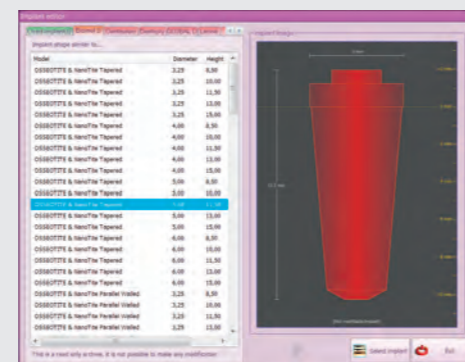 Implant editor
Implant shape similar to...
Model Diameter Height
OSSEOTITE & NanoTite Tapered 3,25 8,50
OSSEOTITE & NanoTite Tapered 3,25 10,00
OSSEOTITE & NanoTite Tapered 3,25 11,50
OSSEOTITE & NanoTite Tapered 3,25 13,00
OSSEOTITE & NanoTite Tapered 3,25 15,00
OSSEOTITE & NanoTite Tapered 4,00 8,50
OSSEOTITE & NanoTite Tapered 4,00 10,00
OSSEOTITE & NanoTite Tapered 4,00 11,50
OSSEOTITE & NanoTite Tapered 4,00 13,00
OSSEOTITE & NanoTite Tapered 4,00 15,00
OSSEOTITE & NanoTite Tapered 5,00 8,50
OSSEOTITE & NanoTite Tapered 5,00 10,00
OSSEOTITE & NanoTite Tapered 5,00 11,50
OSSEOTITE & NanoTite Tapered 5,00 13,00
OSSEOTITE & NanoTite Tapered 5,00 15,00
OSSEOTITE & NanoTite Tapered 6,00 8,50
OSSEOTITE & NanoTite Tapered 6,00 10,00
OSSEOTITE & NanoTite Tapered 6,00 11,50
OSSEOTITE & NanoTite Tapered 6,00 13,00
OSSEOTITE & NanoTite Tapered 6,00 15,00
OSSEOTITE & NanoTite Parallel Walled 3,25 8,50
OSSEOTITE & NanoTite Parallel Walled 3,25 10,00
OSSEOTITE & NanoTite Parallel Walled 3,25 11,50
OSSEOTITE & NanoTite Parallel Walled 3,25 13,00
This is a read only archive, it is not possible to make any modification
Implant image
Select implant
Exit